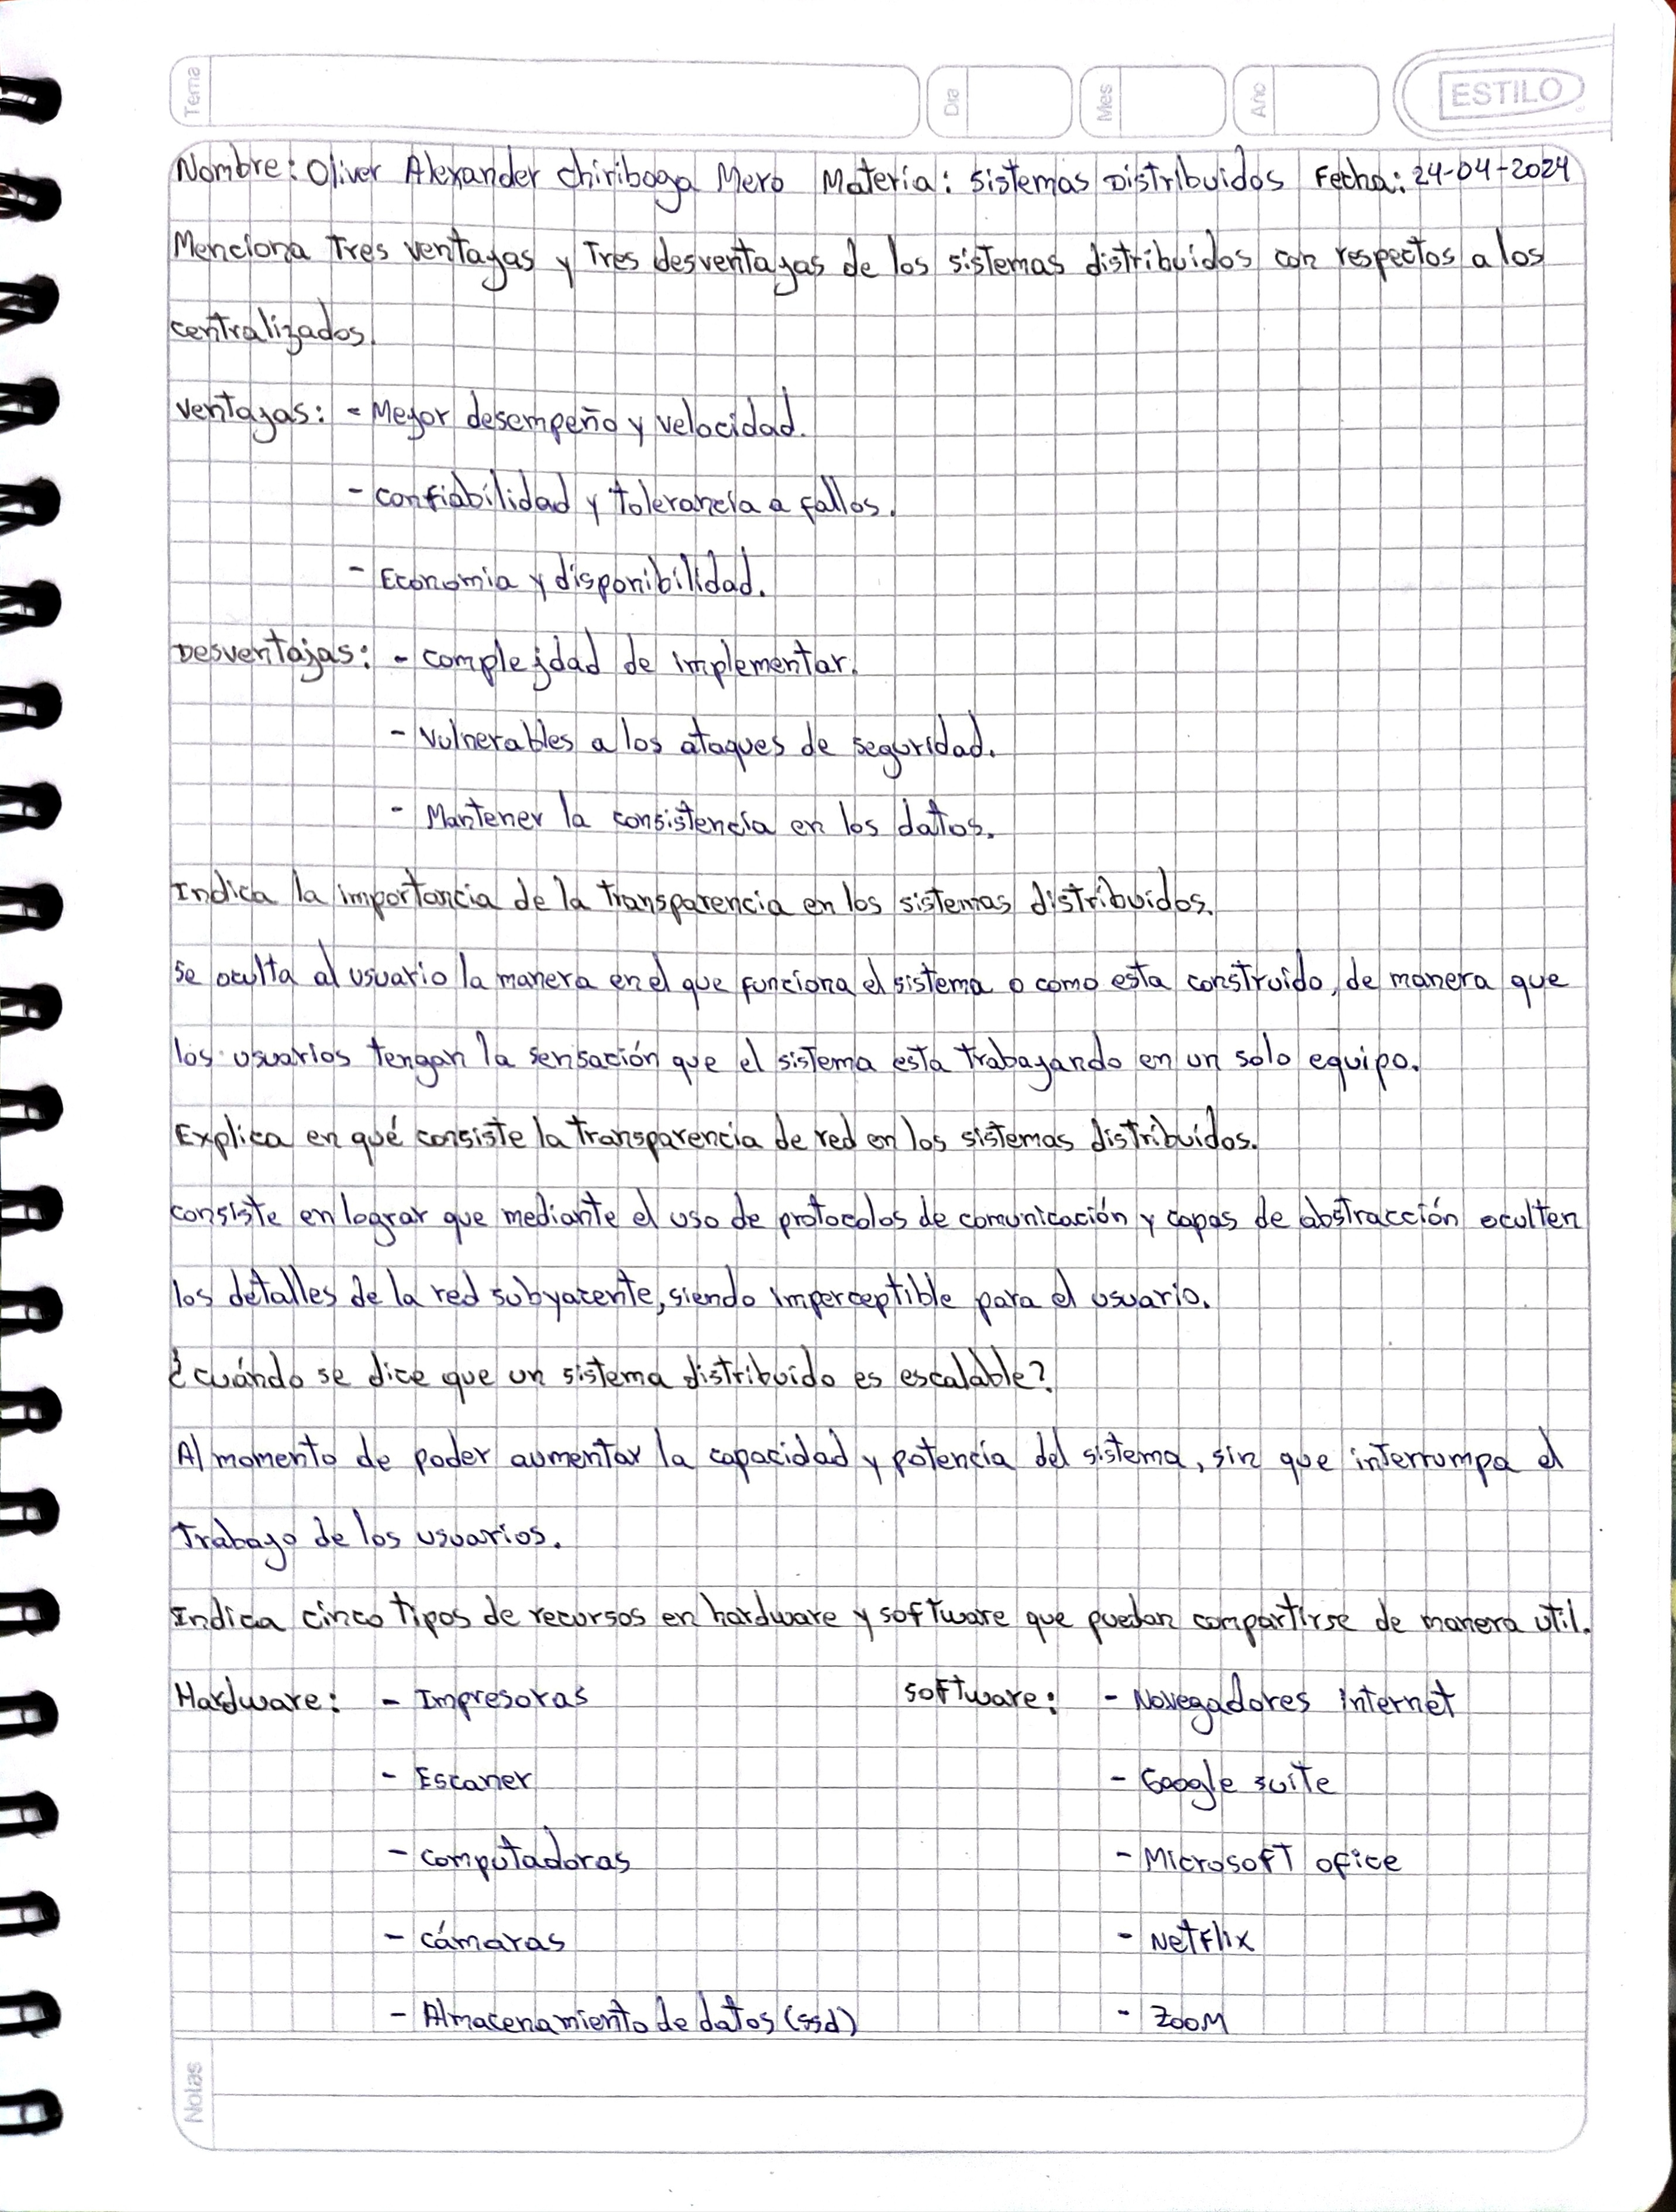 Tema
Dia
Mes
Año
ESTILO
Nombre: Oliver Alexander Chiriboga Mero Materia: Sistemas Distribuidos Fecha: 24-04-2024
Menciona Tres ventayas y Tres desventayas de los sistemas distribuidos con respectos a los
centralizados.
ventayas: - Meyor desempeño y velocidad.
- confiabilidad y tolerancia a fallos.
- Economia y disponibilidad.
Desventajas: - complejdad de implementar.
- Vulnerables a los ataques de seguridad.
- Mantener la consistencia en los datos.
Indica la importancia de la transparencia en los sistemas distribuidos.
se oculta al usuario la manera en el que funciona el sistema o como esta construido, de manera que
los usuarios tengan la sensación que el sistema esta trabayando en un solo equipo.
Explica en qué consiste la transparencia de red en los sistemas distribuidos.
consiste en lograr que mediante el uso de protocolos de comunicación y capas de abstracción oculten
los detalles de la red subyacente, siendo imperceptible para el usuario.
¿cuándo se dice que un sistema distribuido es escalable?
Al momento de poder aumentar la capacidad y potencia del sistema, sin que interrumpa el
Trabayo de los usuarios.
Indica cinco tipos de recursos en hardware y software que puedan compartirse de manera util.
Hardware: - Impresoras software: - Navegadores internet
- Escaner - Google suite
- computadoras - Microsoft ofice
- cámaras - Netflix
- Almacenamiento de datos (ssd) - Zoom
Notas